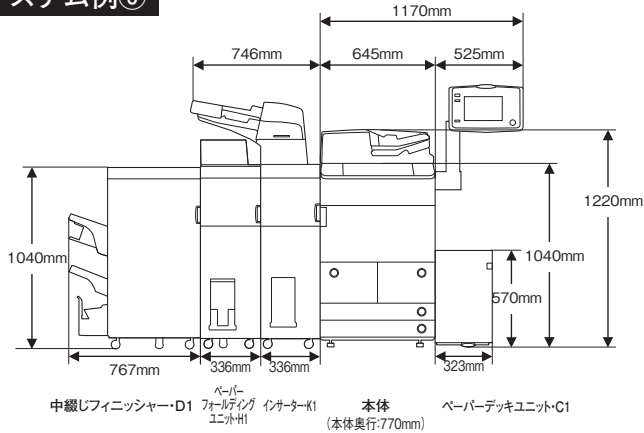 ステム例⑥
1170mm
746mm
645mm
525mm
1040mm
1220mm
1040mm
570mm
767mm
336mm
336mm
323mm
中綴じフィニッシャー・D1
ペーパー
フォールディング
ユニット・H1
インサーター・K1
本体
(本体奥行:770mm)
ペーパーデッキユニット・C1